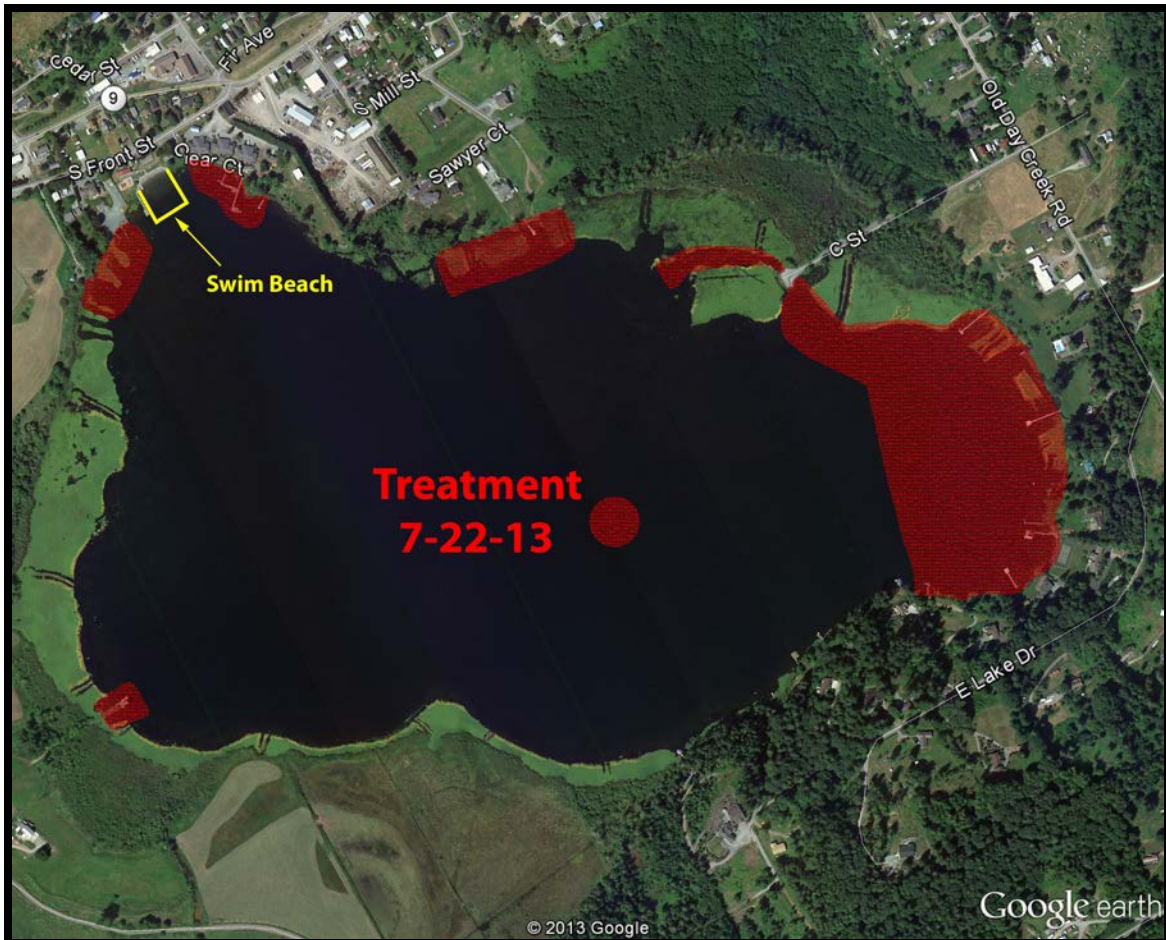 Cedar St
Fr Ave
9
S Mill St
S Front St
Clear Ct
Sawyer Ct
Old Day Creek Rd
C St
Swim Beach
Treatment
7-22-13
E Lake Dr
Google earth
© 2013 Google